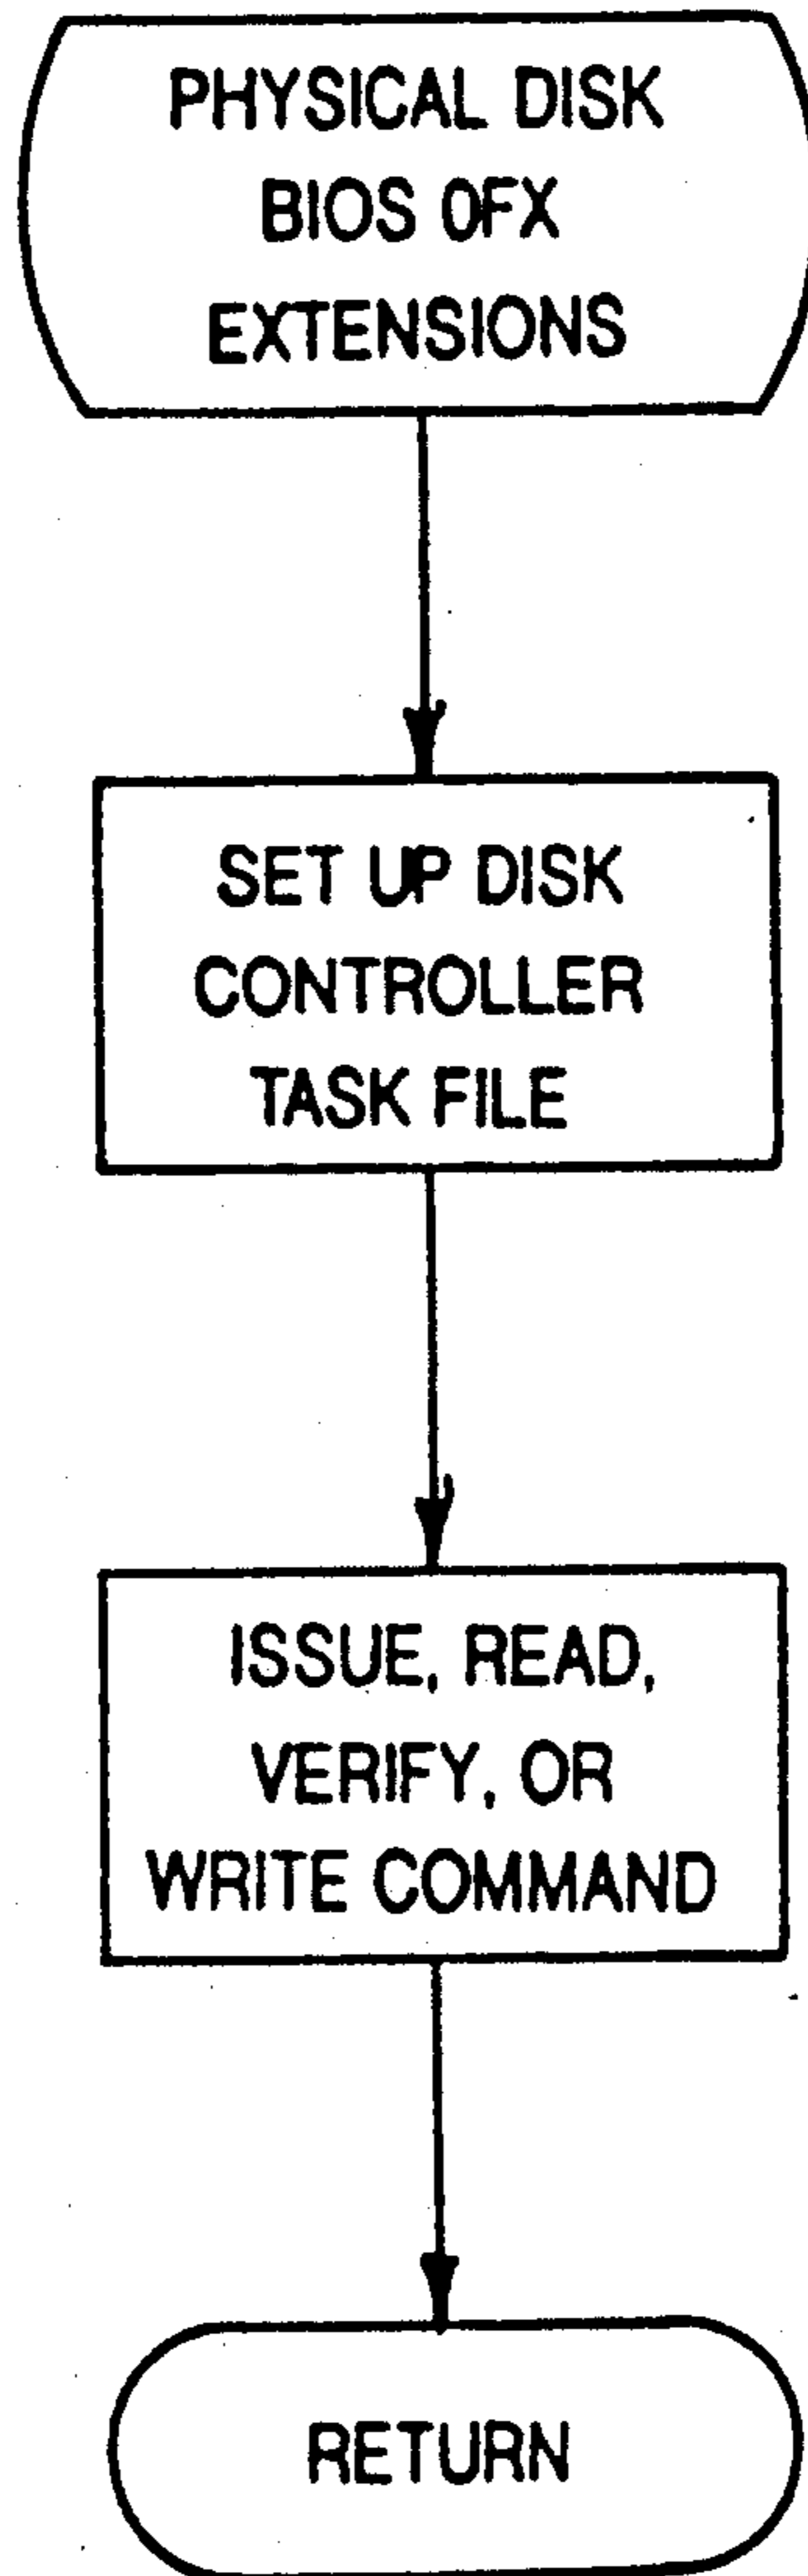 PHYSICAL DISK
BIOS 0FX
EXTENSIONS
SET UP DISK
CONTROLLER
TASK FILE
ISSUE, READ,
VERIFY, OR
WRITE COMMAND
RETURN